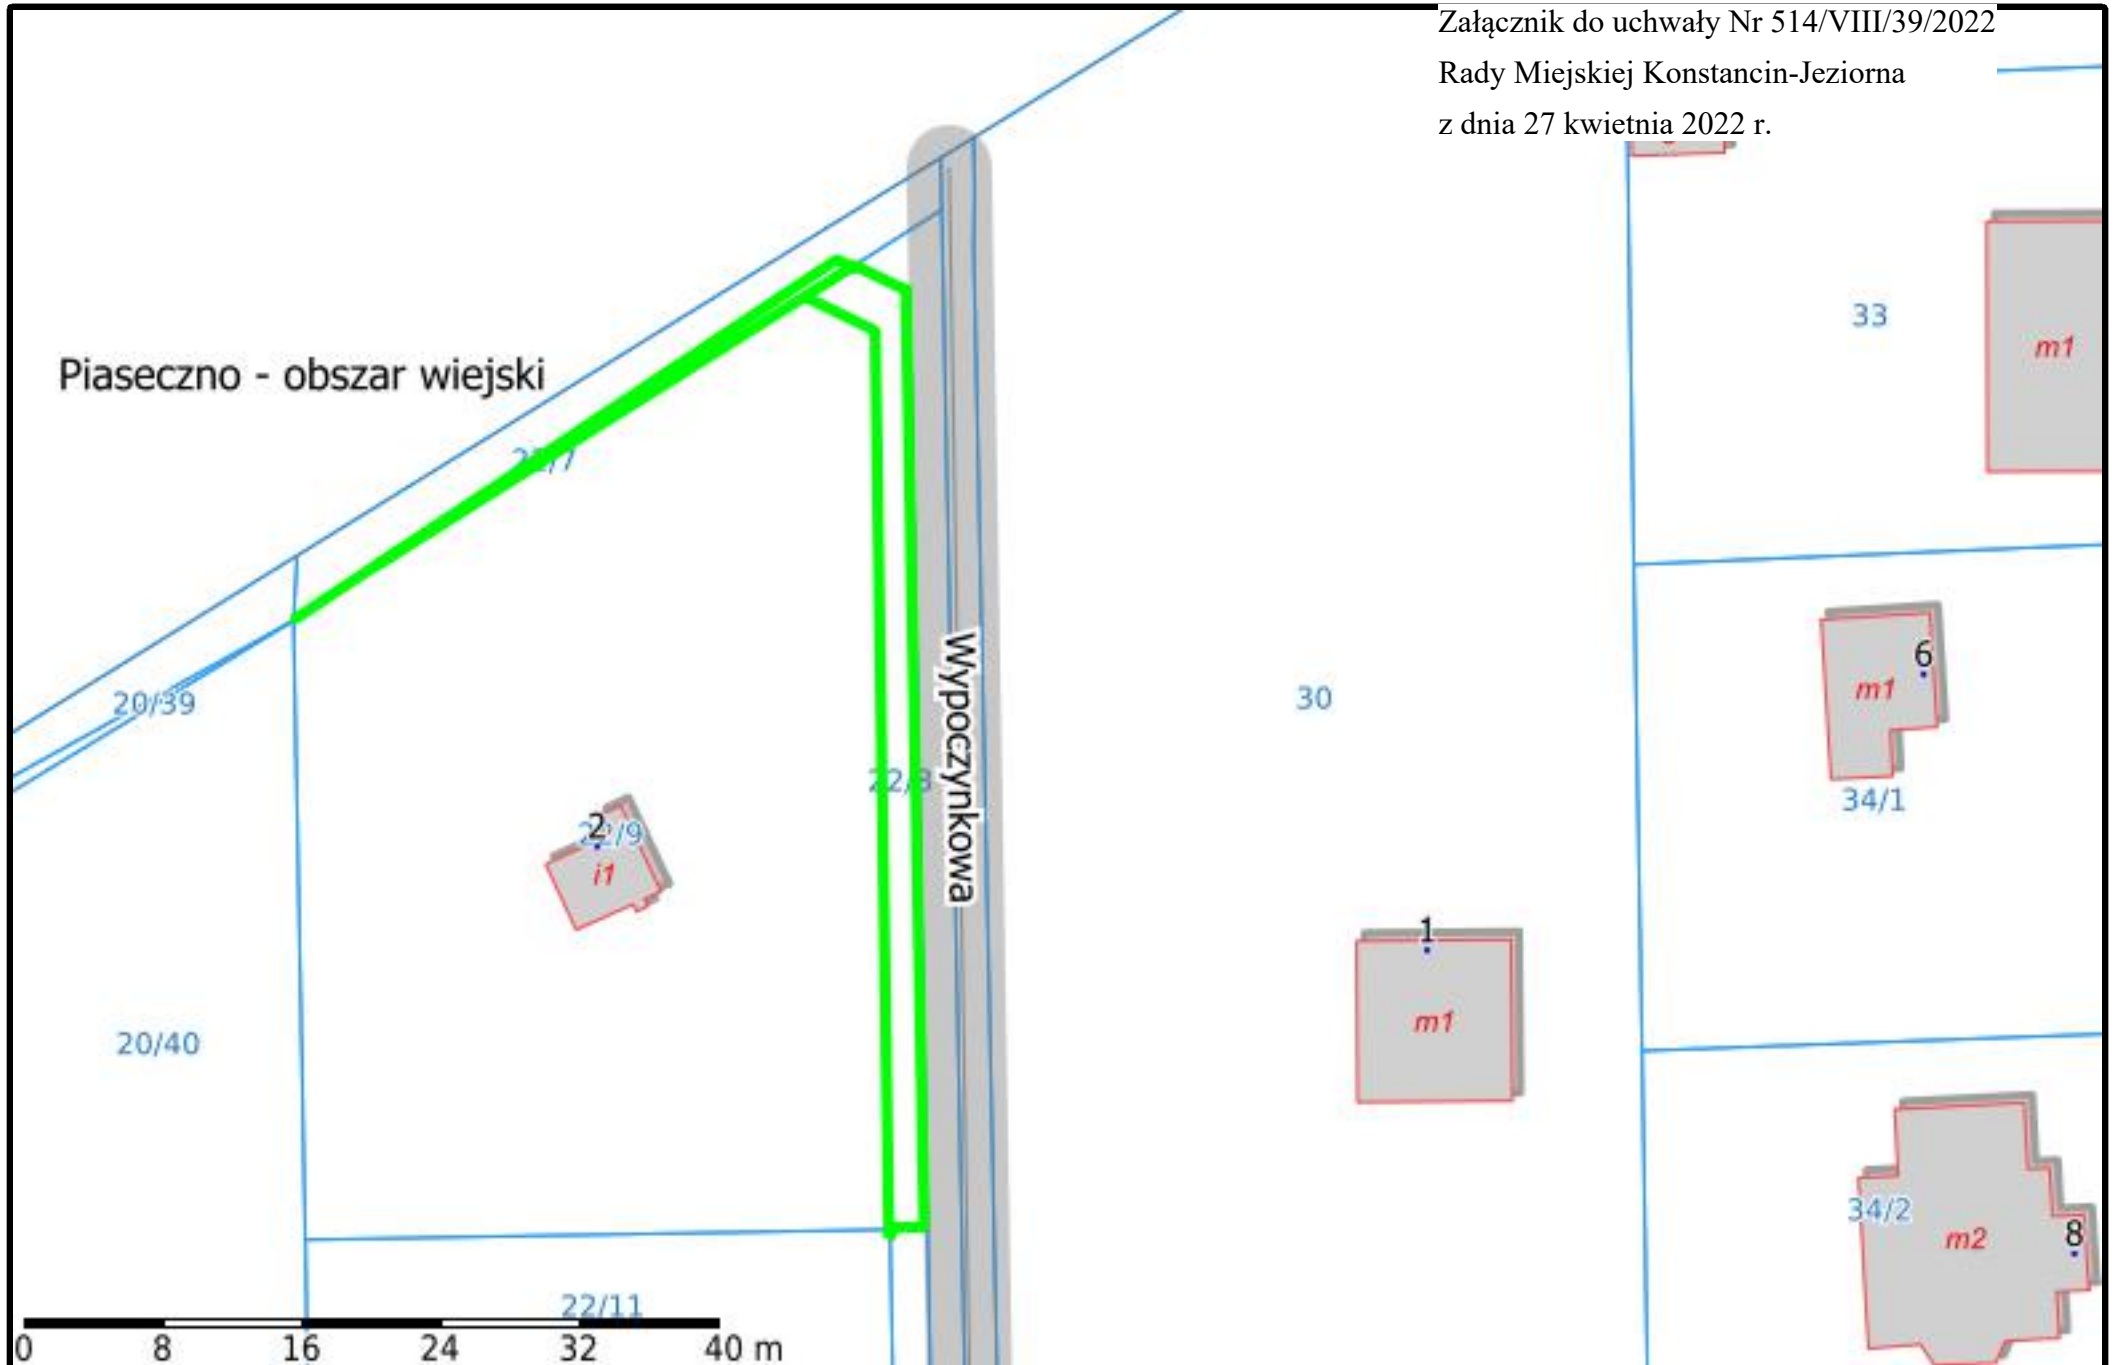 Załącznik do uchwały Nr 514/VIII/39/2022
Rady Miejskiej Konstancin-Jeziorna
z dnia 27 kwietnia 2022 r.
33
m1
Piaseczno - obszar wiejski
6
m1
30
20/39
Wypoczynkowa
34/1
2
22/9
i1
1
m1
20/40
34/2
m2
8
22/11
0 8 16 24 32 40 m